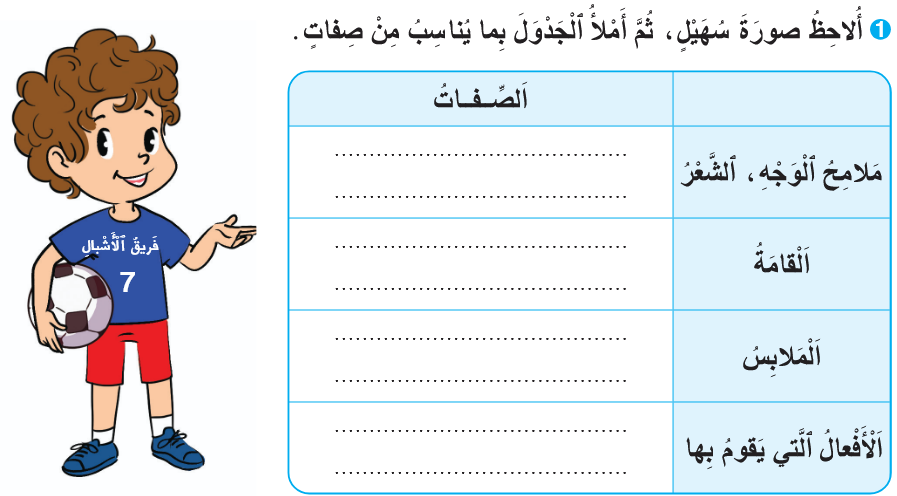 1 أُلاحِظُ صورَةَ سُهَيْلٍ، ثُمَّ أَمْلأُ ٱلْجَدْوَلَ بِما يُناسِبُ مِنْ صِفاتٍ.
اَلصِّــفــاتُ
مَلامِحُ ٱلْوَجْهِ، ٱلشَّعْرُ
اَلْقامَةُ
اَلْمَلابِسُ
اَلْأَفْعالُ ٱلَّتي يَقومُ بِها
فَريقُ ٱلْأَشْبالِ
7